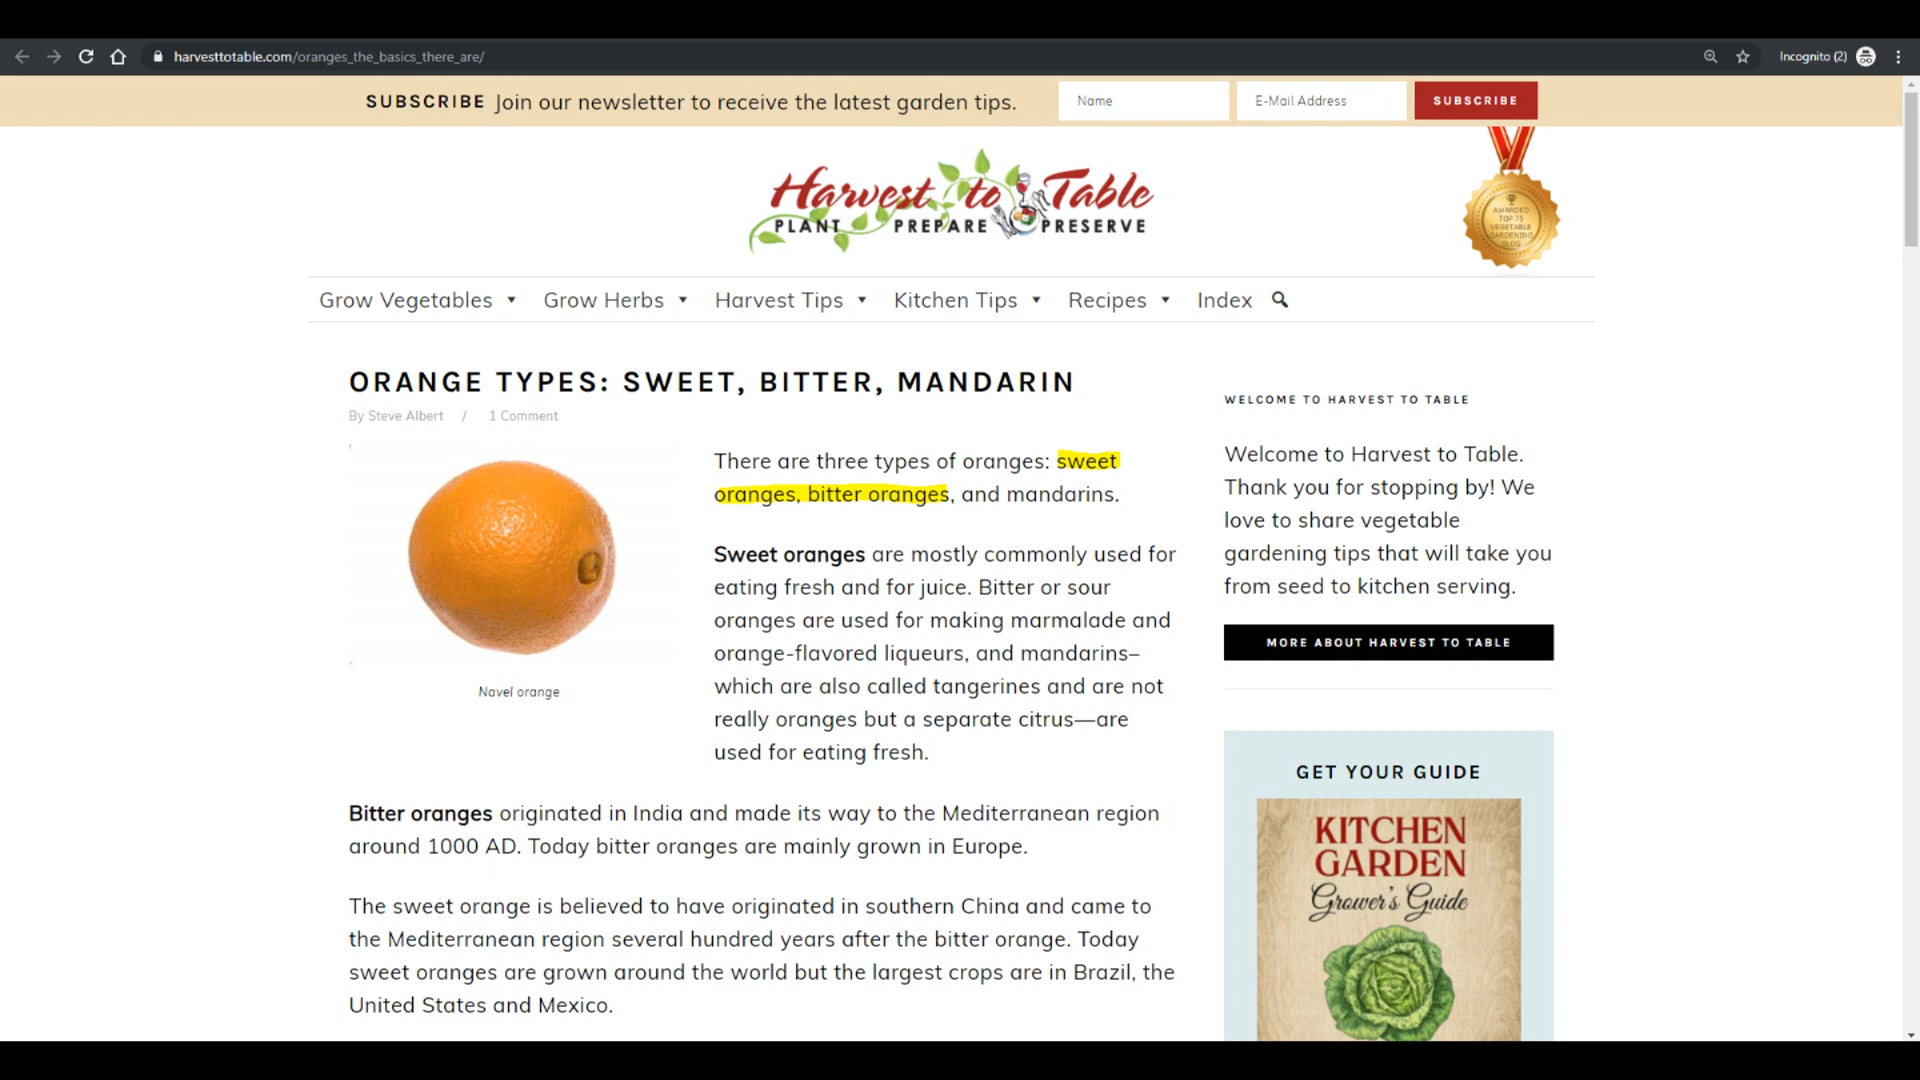 harvesttotable.com/oranges_the_basics_there_are/
Incognito (2)
SUBSCRIBE Join our newsletter to receive the latest garden tips.
Name
E-Mail Address
SUBSCRIBE
Harvest to Table
PLANT PREPARE PRESERVE
AWARDED
TOP 75
VEGETABLE
GARDENING
BLOG
Grow Vegetables
Grow Herbs
Harvest Tips
Kitchen Tips
Recipes
Index
ORANGE TYPES: SWEET, BITTER, MANDARIN
By Steve Albert / 1 Comment
There are three types of oranges: sweet
oranges, bitter oranges, and mandarins.
Sweet oranges are mostly commonly used for
eating fresh and for juice. Bitter or sour
oranges are used for making marmalade and
orange-flavored liqueurs, and mandarins–
which are also called tangerines and are not
really oranges but a separate citrus—are
used for eating fresh.
Navel orange
Bitter oranges originated in India and made its way to the Mediterranean region
around 1000 AD. Today bitter oranges are mainly grown in Europe.
The sweet orange is believed to have originated in southern China and came to
the Mediterranean region several hundred years after the bitter orange. Today
sweet oranges are grown around the world but the largest crops are in Brazil, the
United States and Mexico.
WELCOME TO HARVEST TO TABLE
Welcome to Harvest to Table.
Thank you for stopping by! We
love to share vegetable
gardening tips that will take you
from seed to kitchen serving.
MORE ABOUT HARVEST TO TABLE
GET YOUR GUIDE
KITCHEN
GARDEN
Grower's Guide